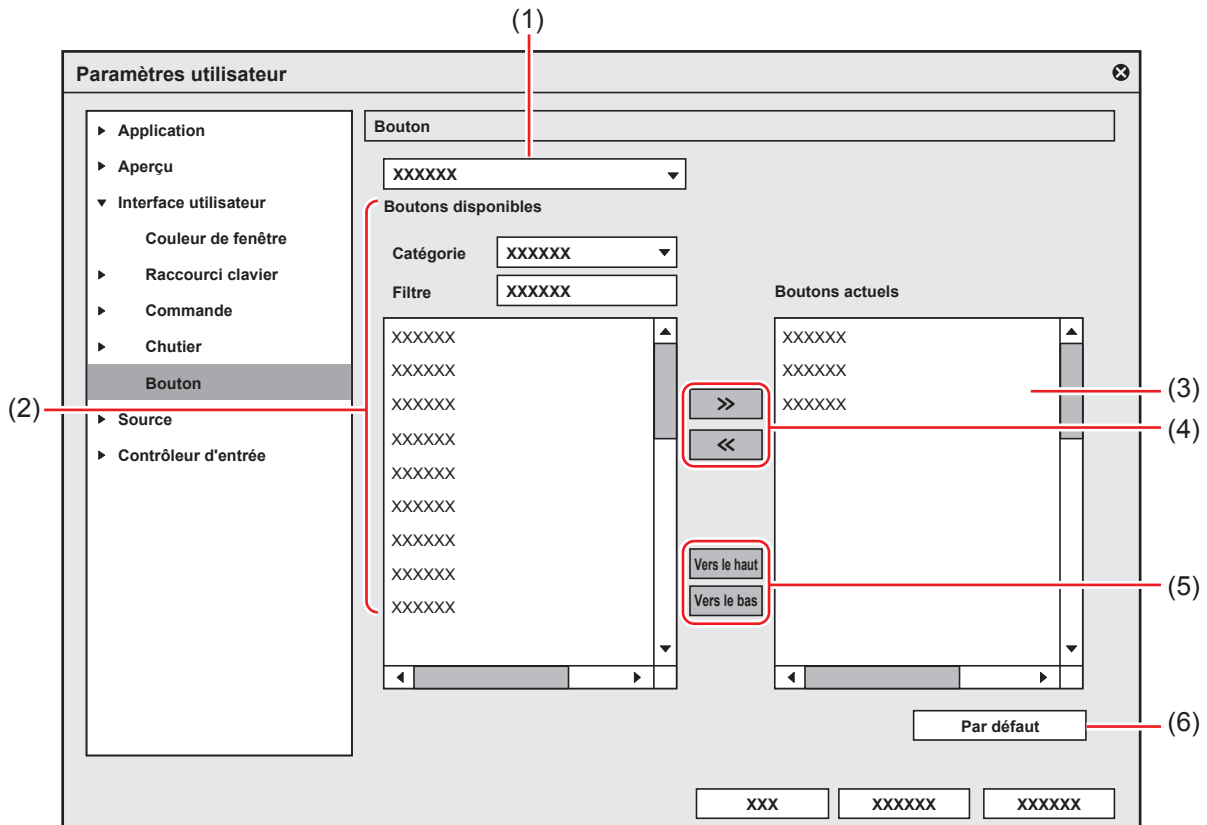 (1)
Paramètres utilisateur
Application
Aperçu
Interface utilisateur
Couleur de fenêtre
Raccourci clavier
Commande
Chutier
Bouton
Source
Contrôleur d'entrée
(2)
Bouton
XXXXXX
Boutons disponibles
Catégorie XXXXXX
Filtre XXXXXX
XXXXXX
XXXXXX
XXXXXX
XXXXXX
XXXXXX
XXXXXX
XXXXXX
XXXXXX
XXXXXX
>>
<<
Vers le haut
Vers le bas
Boutons actuels
XXXXXX
XXXXXX
XXXXXX
(3)
(4)
(5)
Par défaut
(6)
XXX XXXXXX XXXXXX